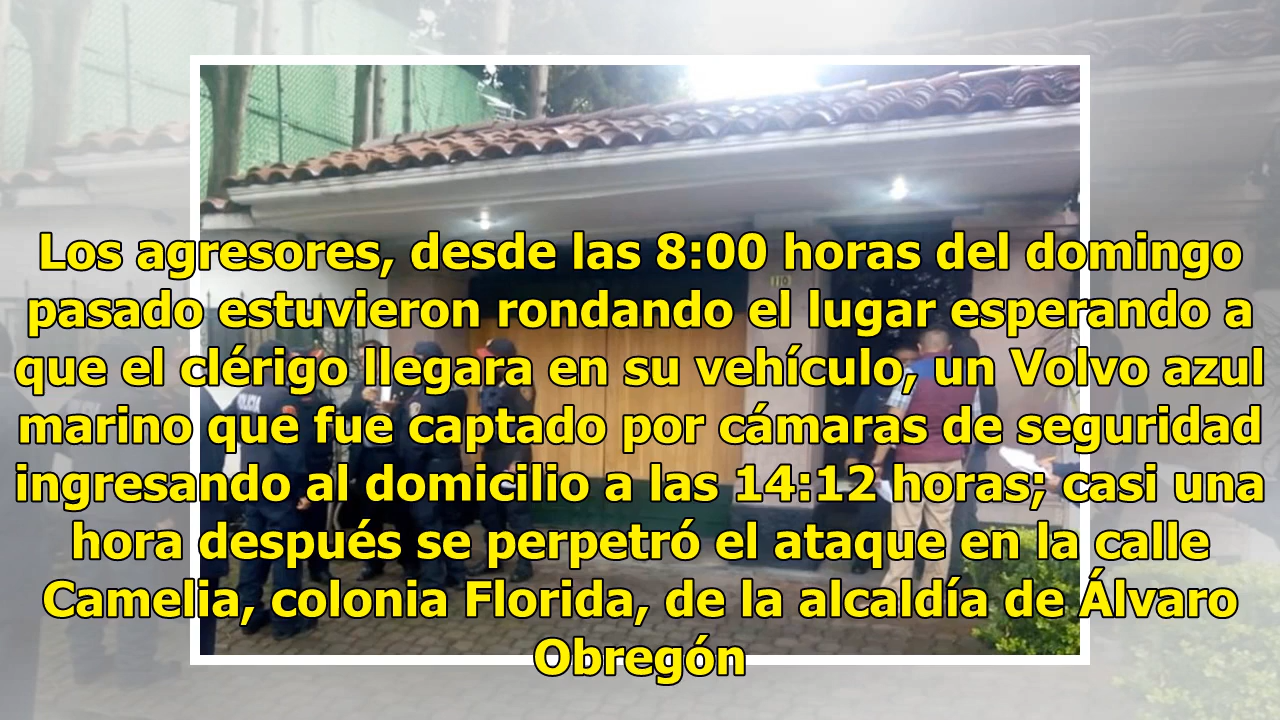 Los agresores, desde las 8:00 horas del domingo
pasado estuvieron rondando el lugar esperando a
que el clérigo llegara en su vehículo, un Volvo azul
marino que fue captado por cámaras de seguridad
ingresando al domicilio a las 14:12 horas; casi una
hora después se perpetró el ataque en la calle
Camelia, colonia Florida, de la alcaldía de Álvaro
Obregón
110
POLICIA